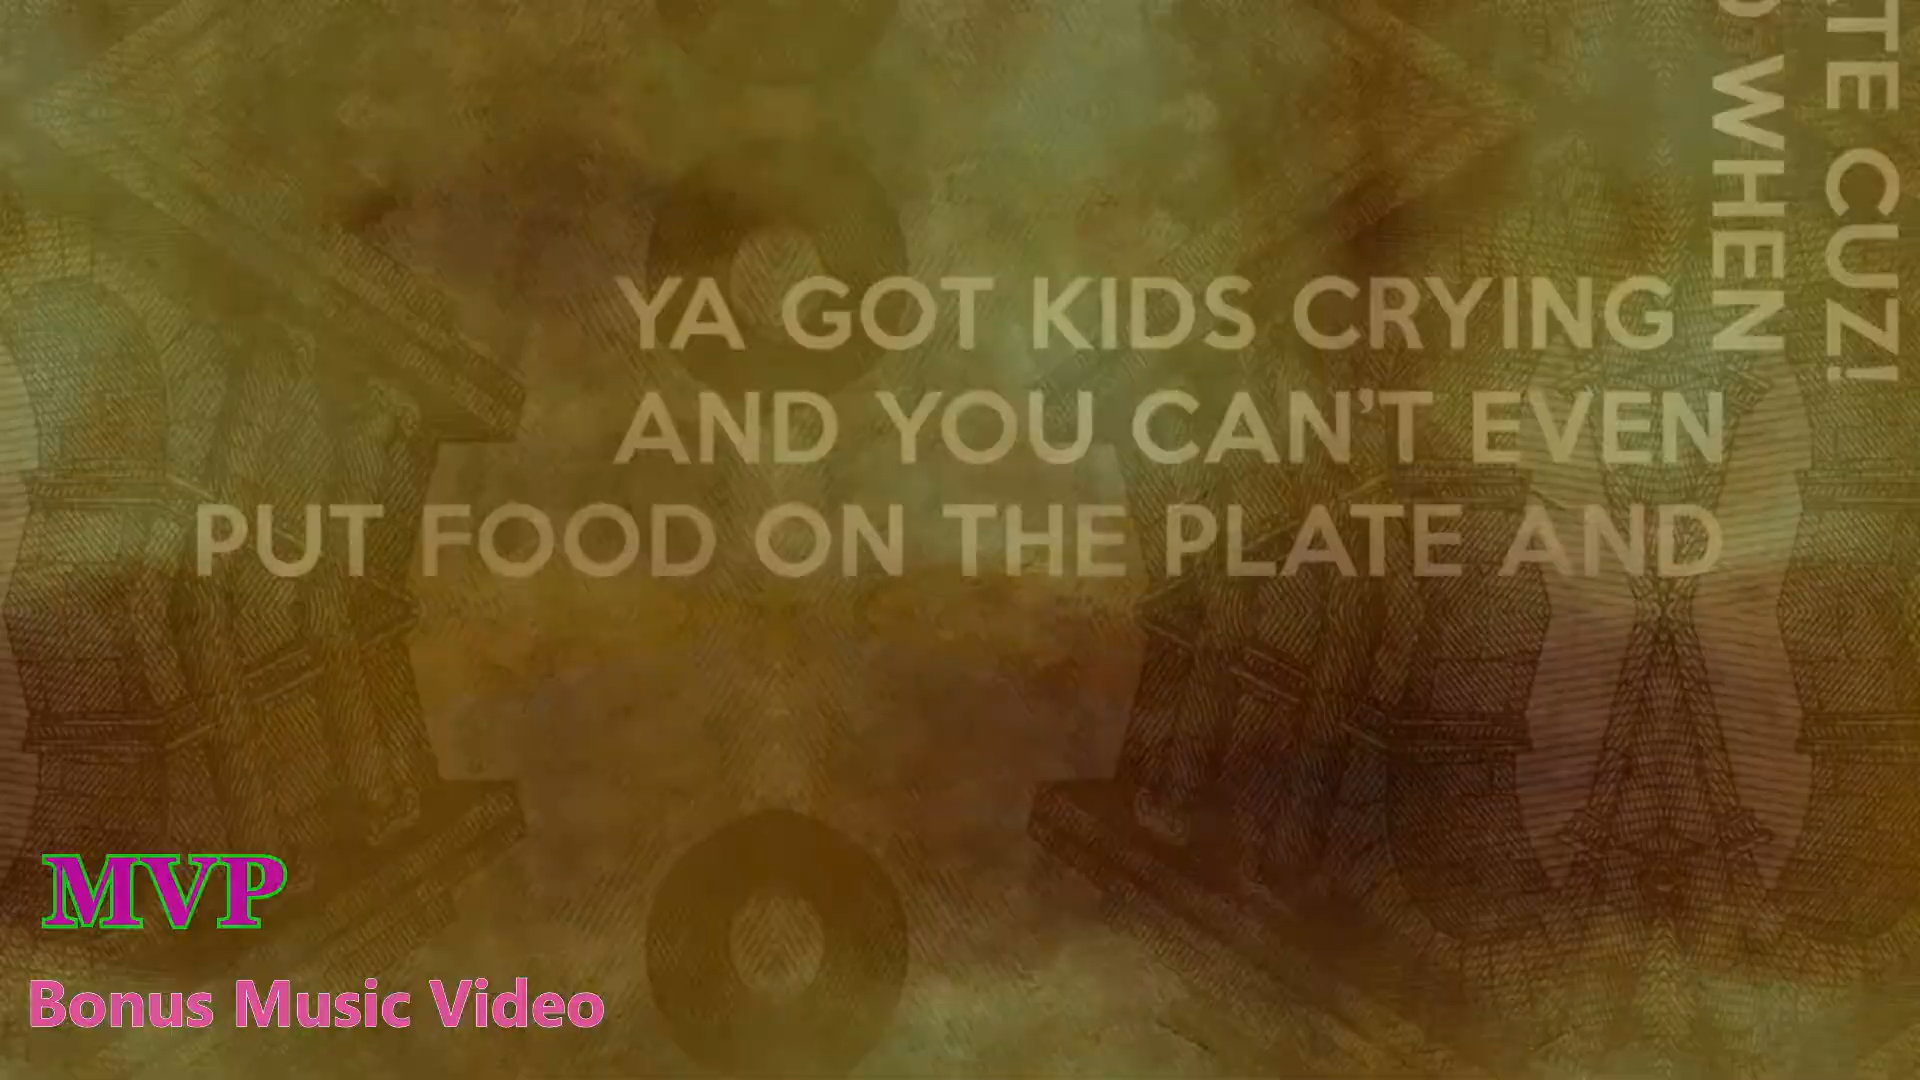 TE CUZ!
WHEN
YA GOT KIDS CRYING
AND YOU CAN'T EVEN
PUT FOOD ON THE PLATE AND
MVP
Bonus Music Video